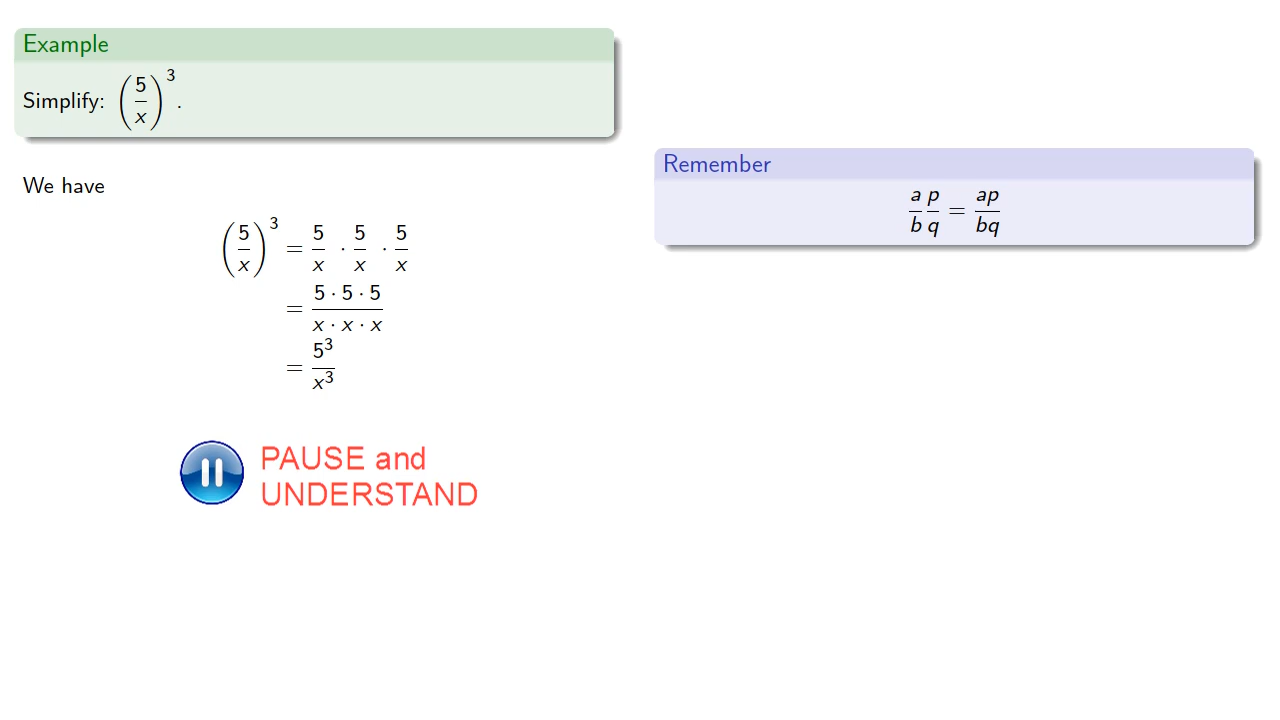 Example
Simplify: (5/x)^3.
We have
(5/x)^3 = 5/x · 5/x · 5/x
= (5 · 5 · 5)/(x · x · x)
= 5^3/x^3
PAUSE and
UNDERSTAND
Remember
a/b p/q = ap/bq